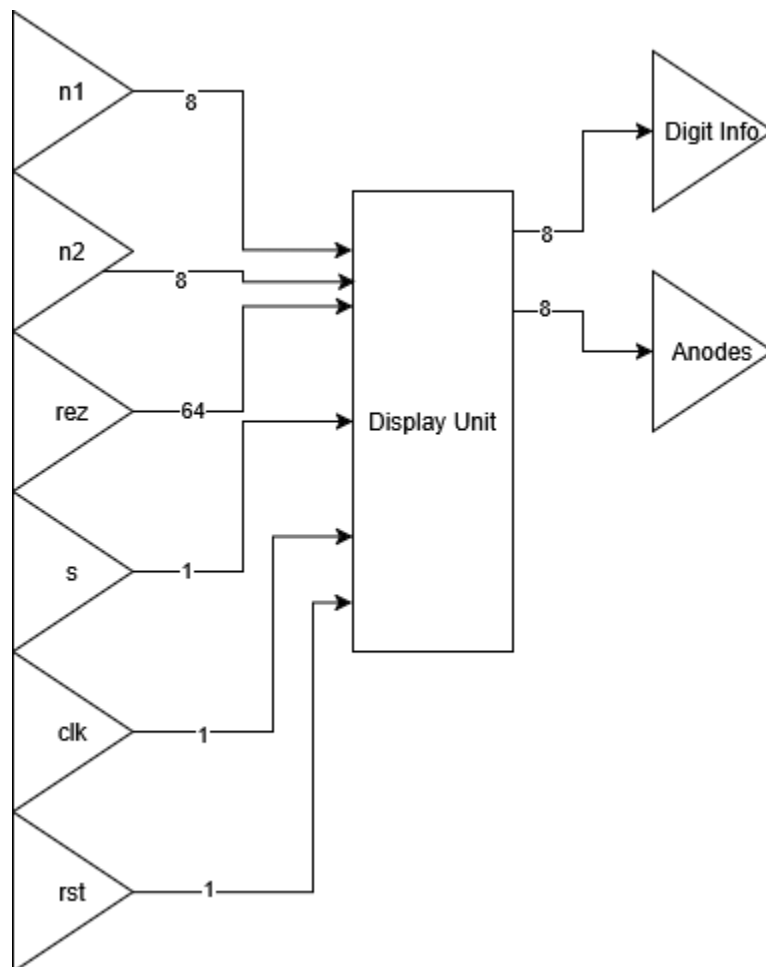 n1
8
n2
8
rez
64
s
1
clk
1
rst
1
Display Unit
8
Digit Info
8
Anodes